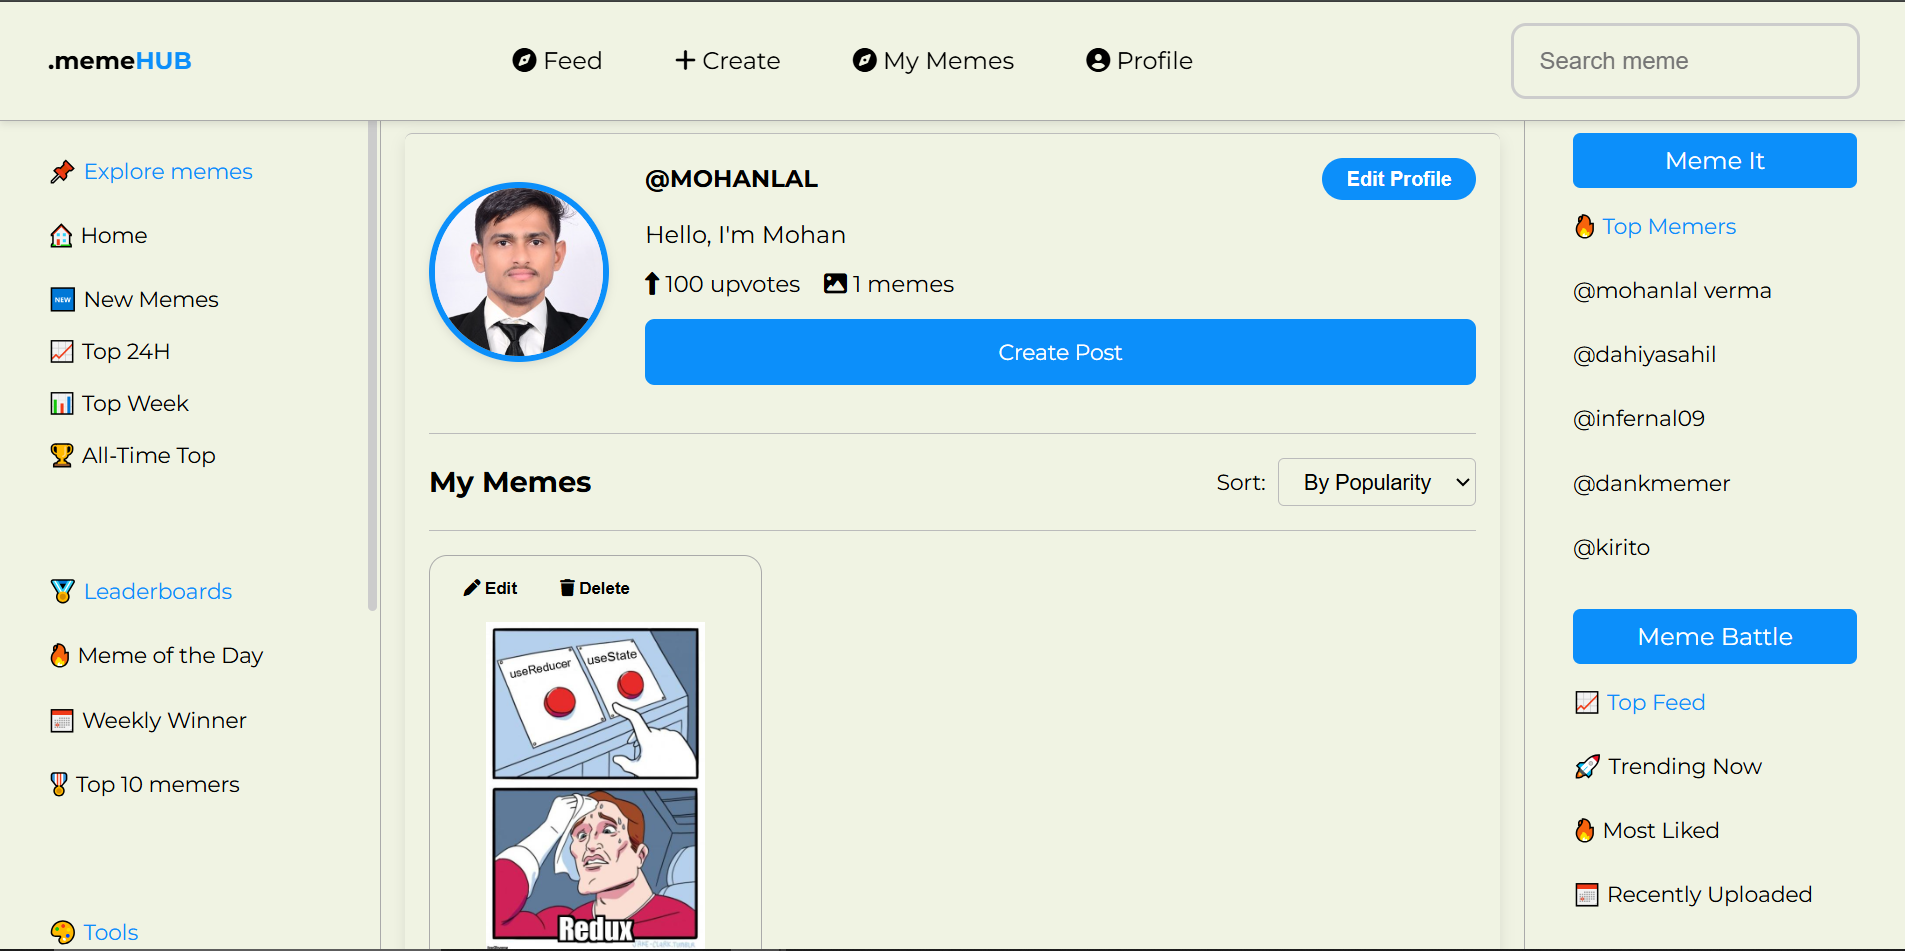 .memeHUB
Feed
Create
My Memes
Profile
Search meme
Explore memes
Home
NEW New Memes
Top 24H
Top Week
All-Time Top
Leaderboards
Meme of the Day
Weekly Winner
Top 10 memers
Tools
@MOHANLAL
Edit Profile
Hello, I'm Mohan
100 upvotes 1 memes
Create Post
My Memes
Sort: By Popularity
Edit Delete
useReducer useState
Redux
Meme It
Top Memers
@mohanlal verma
@dahiyasahil
@infernal09
@dankmemer
@kirito
Meme Battle
Top Feed
Trending Now
Most Liked
Recently Uploaded